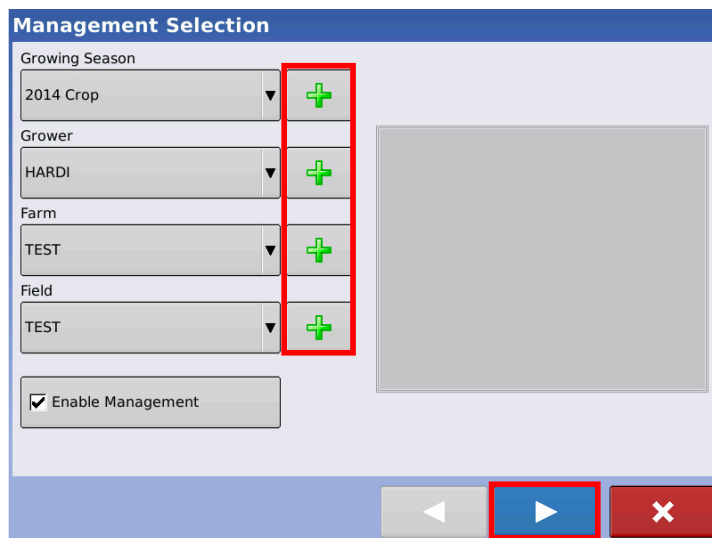 Management Selection
Growing Season
2014 Crop
Grower
HARDI
Farm
TEST
Field
TEST
Enable Management